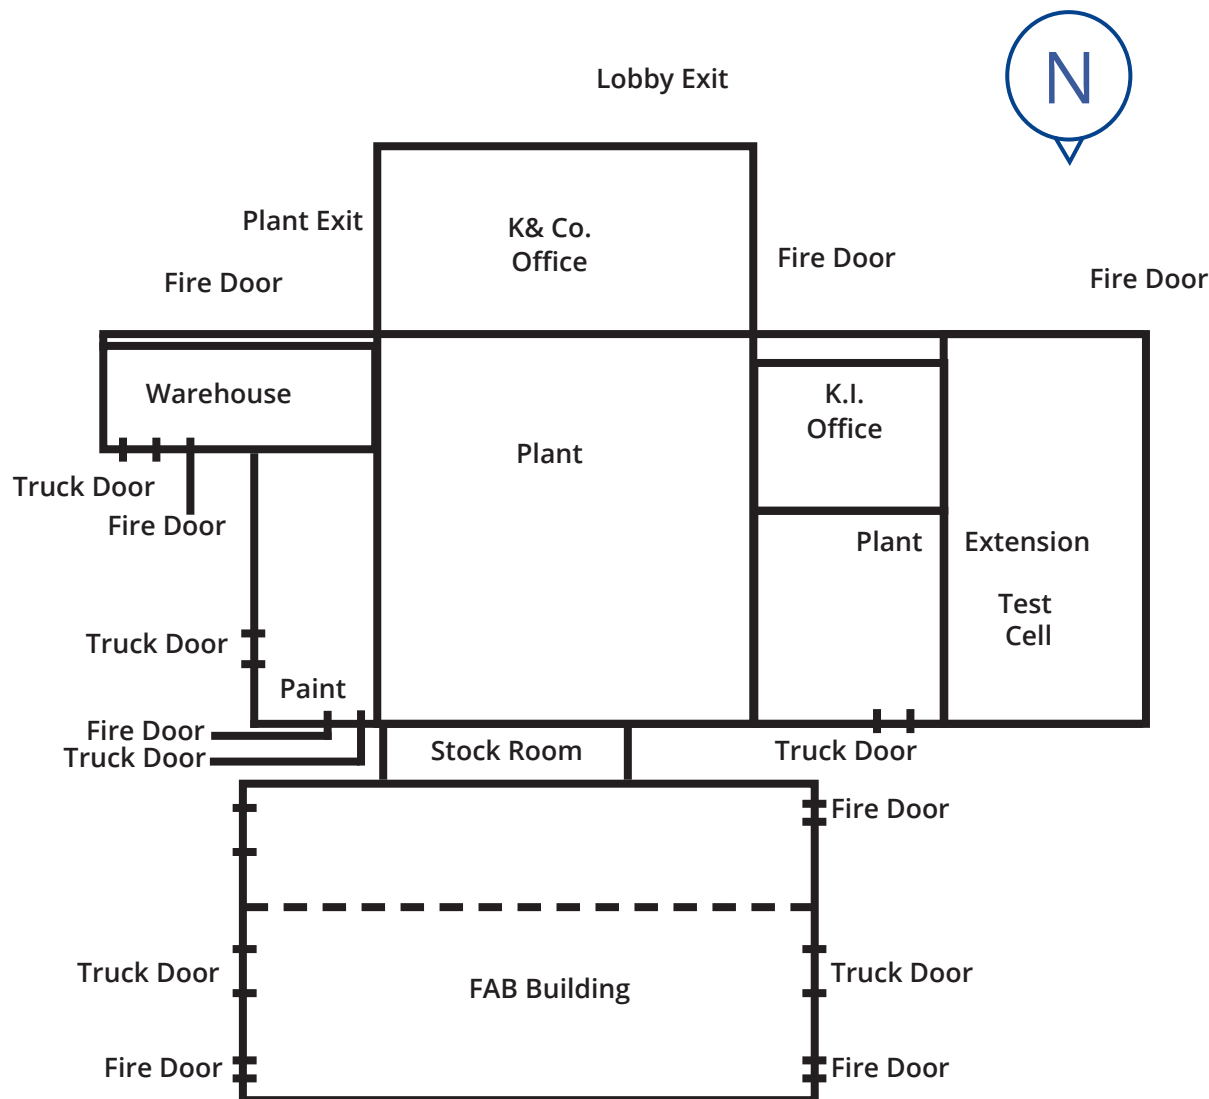 Lobby Exit
N
Plant Exit
K& Co.
Office
Fire Door
Fire Door
Fire Door
Warehouse
K.I.
Office
Plant
Truck Door
Fire Door
Plant
Extension
Test
Cell
Truck Door
Paint
Fire Door
Truck Door
Stock Room
Truck Door
Fire Door
Truck Door
FAB Building
Truck Door
Fire Door
Fire Door